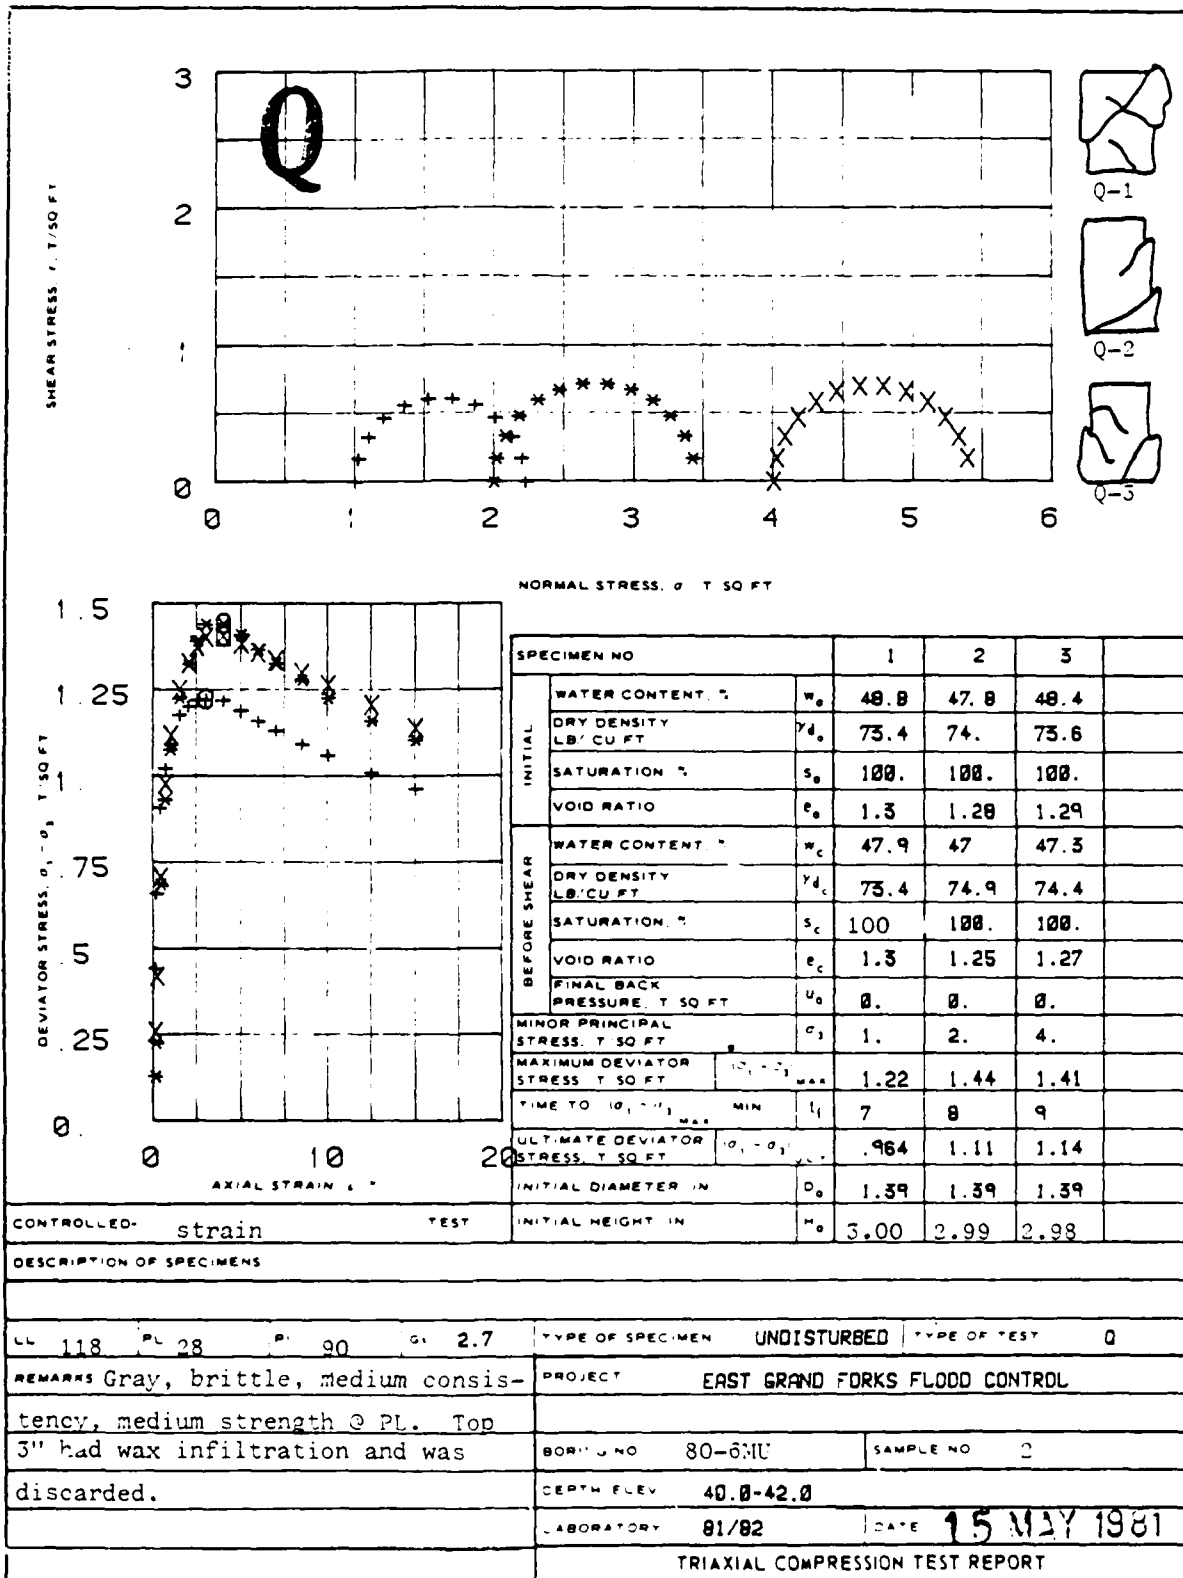 3
Q
Q-1
2
SHEAR STRESS, T/SQ FT
Q-2
1
0
0 1 2 3 4 5 6
NORMAL STRESS, σ T SQ FT
1.5
1.25
1.
.75
.5
.25
0.
DEVIATOR STRESS, σ1 - σ3 T SQ FT
0 10 20
AXIAL STRAIN
CONTROLLED- strain TEST
SPECIMEN NO 1 2 3
INITIAL
WATER CONTENT, % wo 48.8 47.8 48.4
DRY DENSITY LB/CU FT γdo 73.4 74. 73.6
SATURATION % So 100. 100. 100.
VOID RATIO eo 1.3 1.28 1.29
BEFORE SHEAR
WATER CONTENT, % wc 47.9 47 47.3
DRY DENSITY LB/CU FT γdc 73.4 74.9 74.4
SATURATION, % Sc 100 100. 100.
VOID RATIO ec 1.3 1.25 1.27
FINAL BACK PRESSURE, T SQ FT uo 0. 0. 0.
MINOR PRINCIPAL STRESS, T SQ FT σ3 1. 2. 4.
MAXIMUM DEVIATOR STRESS T SQ FT (σ1-σ3) MAX 1.22 1.44 1.41
TIME TO (σ1-σ3) MAX MIN tf 7 8 9
ULTIMATE DEVIATOR STRESS, T SQ FT (σ1-σ3) ULT .964 1.11 1.14
INITIAL DIAMETER IN Do 1.39 1.39 1.39
INITIAL HEIGHT IN Ho 3.00 2.99 2.98
DESCRIPTION OF SPECIMENS
LL 118 PL 28 PI 90 Gs 2.7 TYPE OF SPECIMEN UNDISTURBED TYPE OF TEST Q
REMARKS Gray, brittle, medium consis-
tency, medium strength @ PL. Top
3" had wax infiltration and was
discarded.
PROJECT EAST GRAND FORKS FLOOD CONTROL
BORING NO 80-6MU SAMPLE NO 2
DEPTH ELEV 40.0-42.0
LABORATORY 81/82 DATE 15 MAY 1981
TRIAXIAL COMPRESSION TEST REPORT